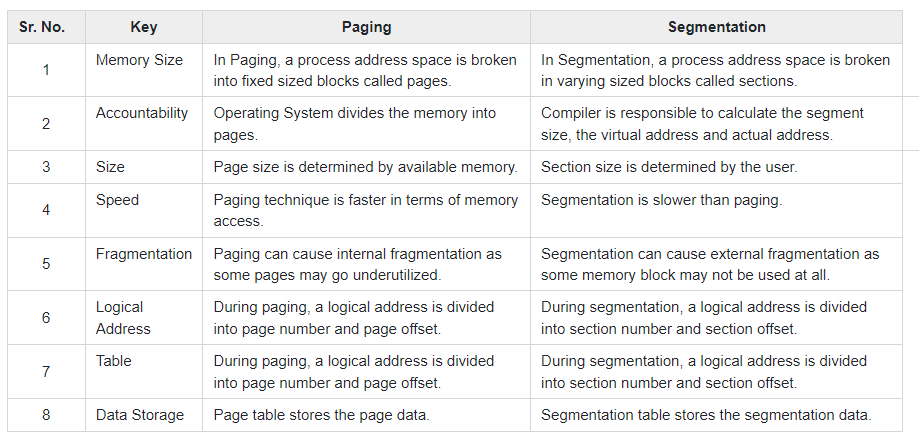 Sr. No. Key Paging Segmentation
1 Memory Size In Paging, a process address space is broken into fixed sized blocks called pages. In Segmentation, a process address space is broken in varying sized blocks called sections.
2 Accountability Operating System divides the memory into pages. Compiler is responsible to calculate the segment size, the virtual address and actual address.
3 Size Page size is determined by available memory. Section size is determined by the user.
4 Speed Paging technique is faster in terms of memory access. Segmentation is slower than paging.
5 Fragmentation Paging can cause internal fragmentation as some pages may go underutilized. Segmentation can cause external fragmentation as some memory block may not be used at all.
6 Logical Address During paging, a logical address is divided into page number and page offset. During segmentation, a logical address is divided into section number and section offset.
7 Table During paging, a logical address is divided into page number and page offset. During segmentation, a logical address is divided into section number and section offset.
8 Data Storage Page table stores the page data. Segmentation table stores the segmentation data.